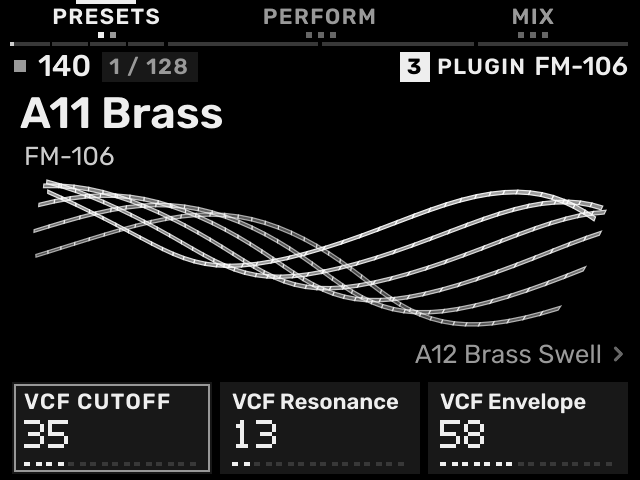 PRESETS PERFORM MIX
140 1 / 128 3 PLUGIN FM-106
A11 Brass
FM-106
A12 Brass Swell >
VCF CUTOFF VCF Resonance VCF Envelope
35 13 58